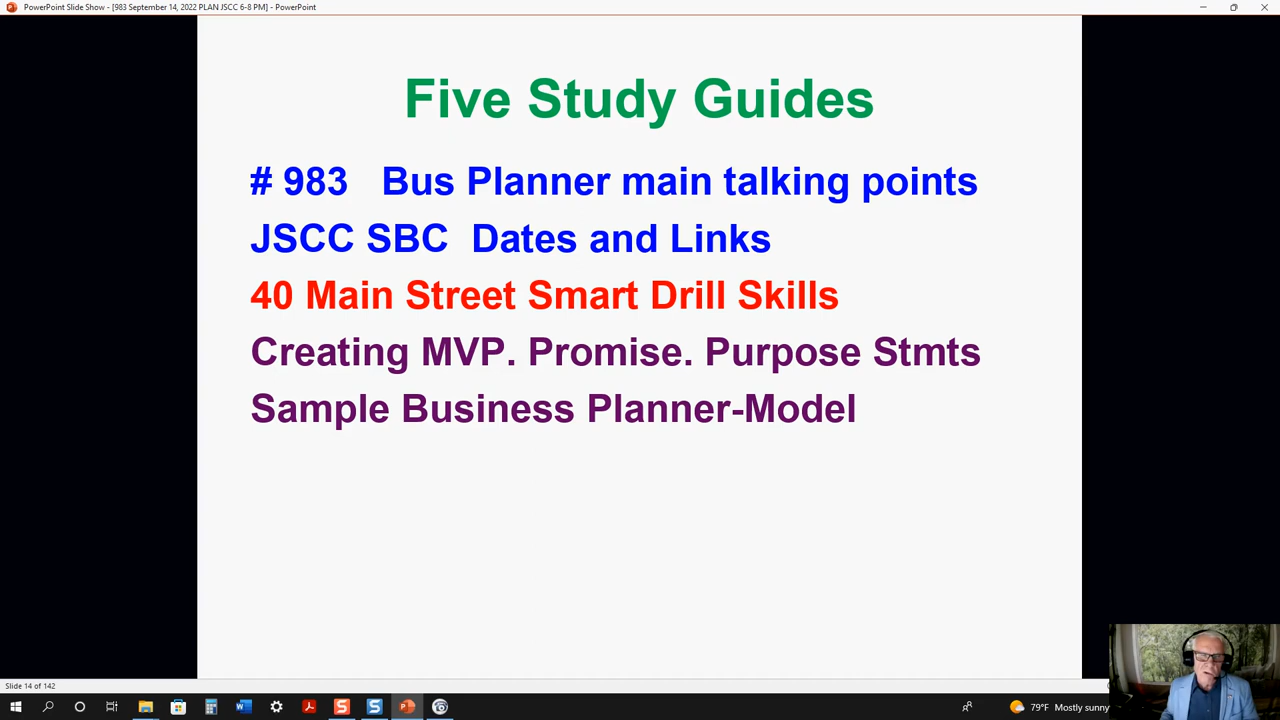 PowerPoint Slide Show - [983 September 14, 2022 PLAN JSCC 6-8 PM] - PowerPoint
Five Study Guides
# 983 Bus Planner main talking points
JSCC SBC Dates and Links
40 Main Street Smart Drill Skills
Creating MVP. Promise. Purpose Stmts
Sample Business Planner-Model
Slide 14 of 142
79°F Mostly sunny